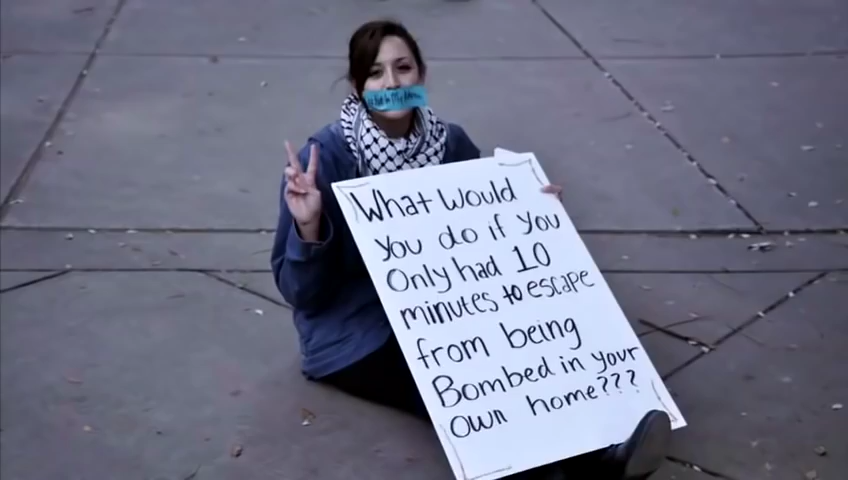 What Would
you do if you
Only had 10
minutes to escape
from being
Bombed in your
own home???